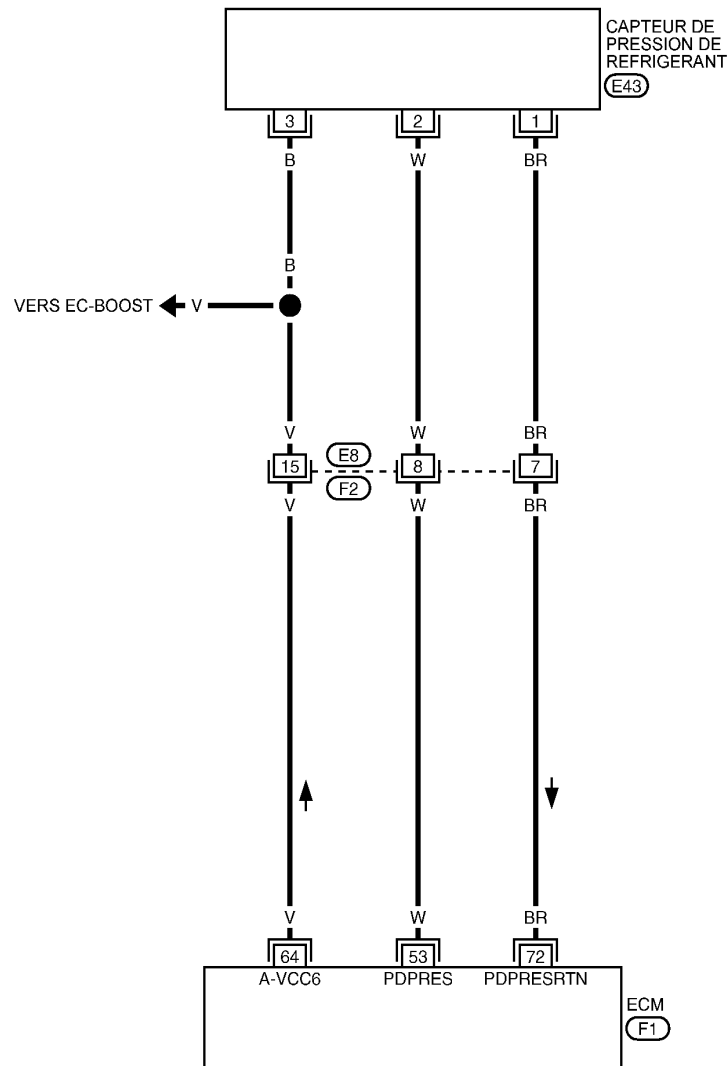 CAPTEUR DE
PRESSION DE
REFRIGERANT
E43
3 2 1
B W BR
B
VERS EC-BOOST V
V W BR
E8
15 8 7
F2
V W BR
V W BR
64 53 72
A-VCC6 PDPRES PDPRESRTN
ECM
F1